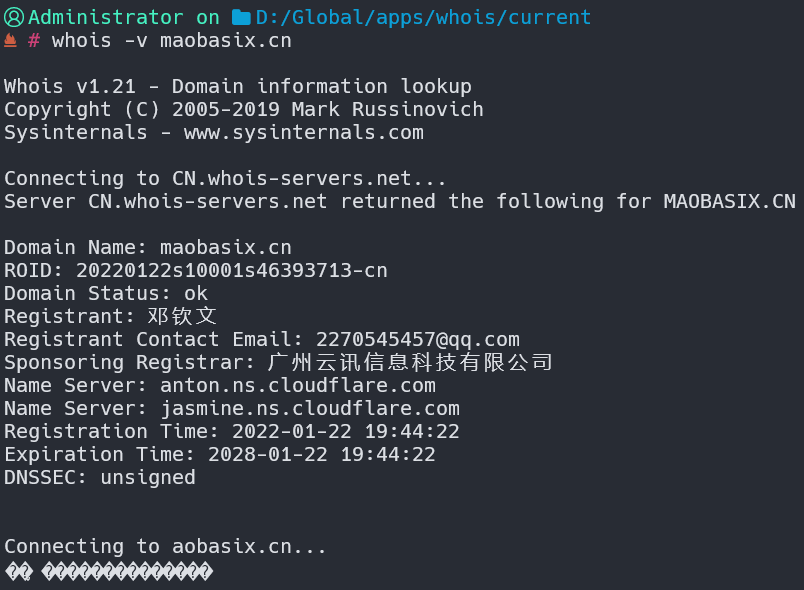 Administrator on D:/Global/apps/whois/current
# whois -v maobasix.cn
Whois v1.21 - Domain information lookup
Copyright (C) 2005-2019 Mark Russinovich
Sysinternals - www.sysinternals.com
Connecting to CN.whois-servers.net...
Server CN.whois-servers.net returned the following for MAOBASIX.CN
Domain Name: maobasix.cn
ROID: 20220122s10001s46393713-cn
Domain Status: ok
Registrant: 邓钦文
Registrant Contact Email: 2270545457@qq.com
Sponsoring Registrar: 广州云讯信息科技有限公司
Name Server: anton.ns.cloudflare.com
Name Server: jasmine.ns.cloudflare.com
Registration Time: 2022-01-22 19:44:22
Expiration Time: 2028-01-22 19:44:22
DNSSEC: unsigned
Connecting to aobasix.cn...